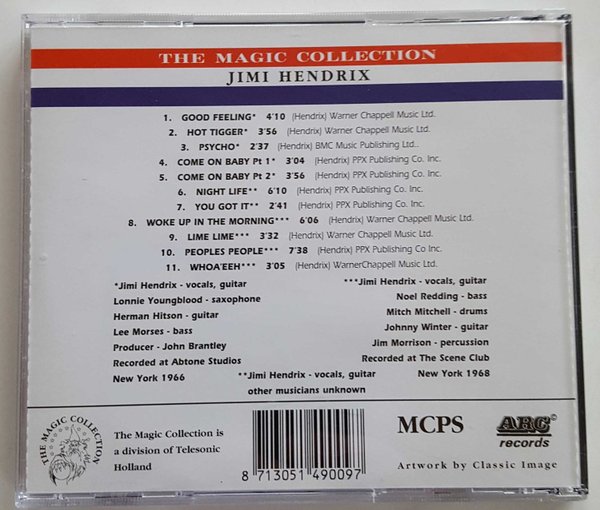 THE MAGIC COLLECTION
JIMI HENDRIX
1. GOOD FEELING* 4'10 (Hendrix) Warner Chappell Music Ltd.
2. HOT TIGGER* 3'56 (Hendrix) Warner Chappell Music Ltd.
3. PSYCHO* 2'37 (Hendrix) BMC Music Publishing Ltd..
4. COME ON BABY Pt 1* 3'04 (Hendrix) PPX Publishing Co. Inc.
5. COME ON BABY Pt 2* 3'56 (Hendrix) PPX Publishing Co. Inc.
6. NIGHT LIFE** 6'10 (Hendrix) PPX Publishing Co. Inc.
7. YOU GOT IT** 2'41 (Hendrix) PPX Publishing Co. Inc.
8. WOKE UP IN THE MORNING*** 6'06 (Hendrix) Warner Chappell Music Ltd.
9. LIME LIME*** 3'32 (Hendrix) Warner Chappell Music Ltd.
10. PEOPLES PEOPLE*** 7'38 (Hendrix) PPX Publishing Co Inc.
11. WHOA'EEH*** 3'05 (Hendrix) WarnerChappell Music Ltd.
*Jimi Hendrix - vocals, guitar
Lonnie Youngblood - saxophone
Herman Hitson - guitar
Lee Morses - bass
Producer - John Brantley
Recorded at Abtone Studios
New York 1966
***Jimi Hendrix - vocals, guitar
Noel Redding - bass
Mitch Mitchell - drums
Johnny Winter - guitar
Jim Morrison - percussion
Recorded at The Scene Club
New York 1968
**Jimi Hendrix - vocals, guitar
other musicians unknown
THE MAGIC COLLECTION
The Magic Collection is
a division of Telesonic
Holland
8 713051 490097
MCPS
ARC©
records
Artwork by Classic Image